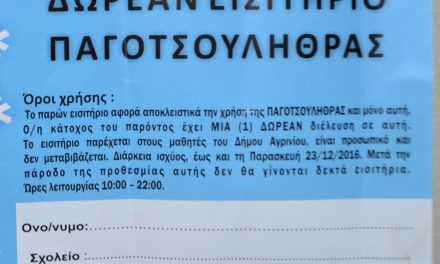 ΔΩΡΕΑΝ ΕΙΣΙΤΗΡΙΟ
ΠΑΓΟΤΣΟΥΛΗΘΡΑΣ
Όροι χρήσης :
Το παρών εισιτήριο αφορά αποκλειστικά την χρήση της ΠΑΓΟΤΣΟΥΛΗΘΡΑΣ και μόνο αυτή.
Ο/η κάτοχος του παρόντος έχει ΜΙΑ (1) ΔΩΡΕΑΝ διέλευση σε αυτή.
Το εισιτήριο παρέχεται στους μαθητές του Δήμου Αγρινίου, είναι προσωπικό και
δεν μεταβιβάζεται. Διάρκεια ισχύος, έως και τη Παρασκευή 23/12/2016. Μετά την
πάροδο της προθεσμίας αυτής δεν θα γίνονται δεκτά εισιτήρια.
Ώρες λειτουργίας 10:00 – 22:00.
Ονο/νυμο:
Σχολείο :